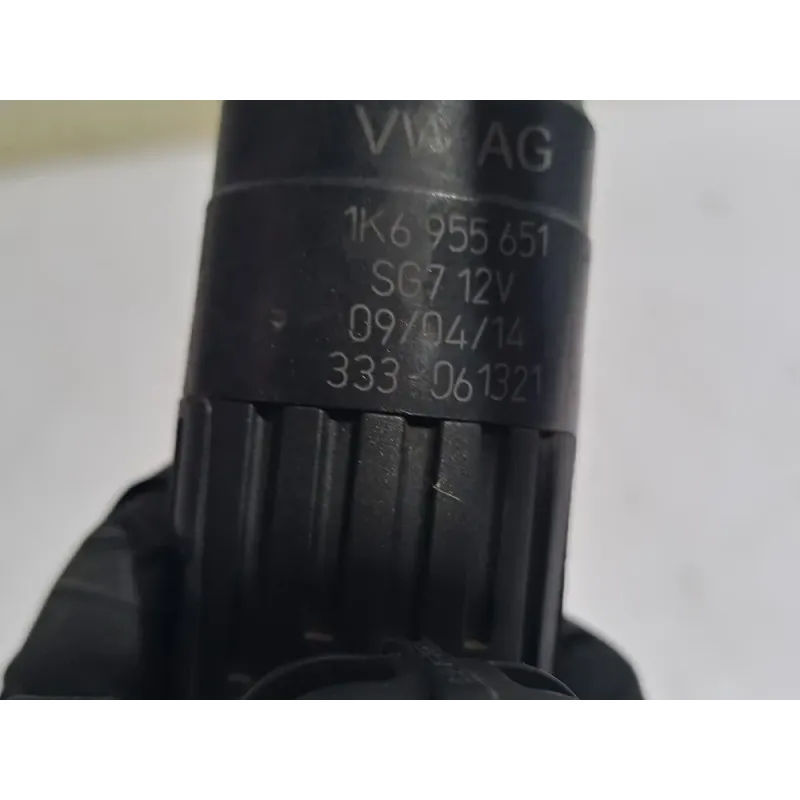 VW AG
1K6 955 651
SG7 12V
09/04/14
333-061321